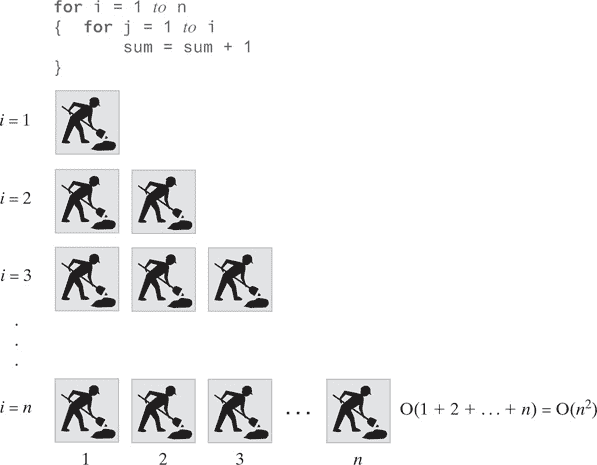 for i = 1 to n
{ for j = 1 to i
sum = sum + 1
}
i = 1
i = 2
i = 3
.
.
.
i = n ... O(1 + 2 + ... + n) = O(n²)
1 2 3 n